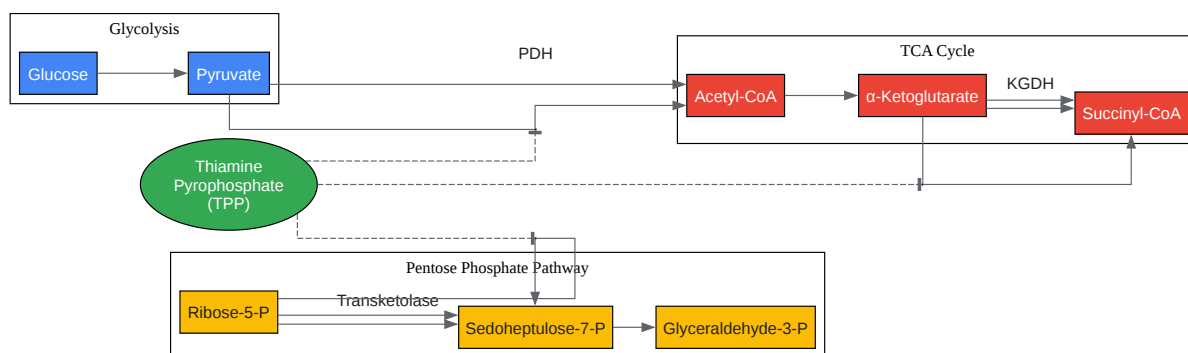 Glycolysis
Glucose
Pyruvate
PDH
TCA Cycle
Acetyl-CoA
α-Ketoglutarate
KGDH
Succinyl-CoA
Thiamine
Pyrophosphate
(TPP)
Pentose Phosphate Pathway
Ribose-5-P
Transketolase
Sedoheptulose-7-P
Glyceraldehyde-3-P